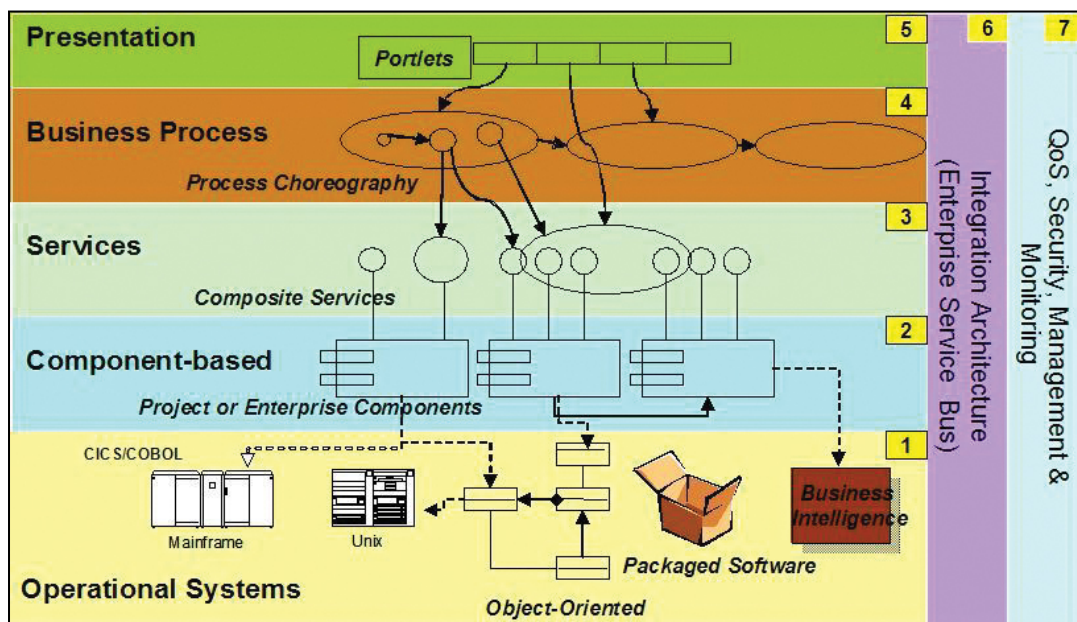 Presentation
Portlets
5
6
7
Business Process
Process Choreography
4
Services
Composite Services
3
Component-based
Project or Enterprise Components
2
CICS/COBOL
Mainframe
Unix
Packaged Software
Business
Intelligence
1
Operational Systems
Object-Oriented
Integration Architecture
(Enterprise Service Bus)
QoS, Security, Management &
Monitoring